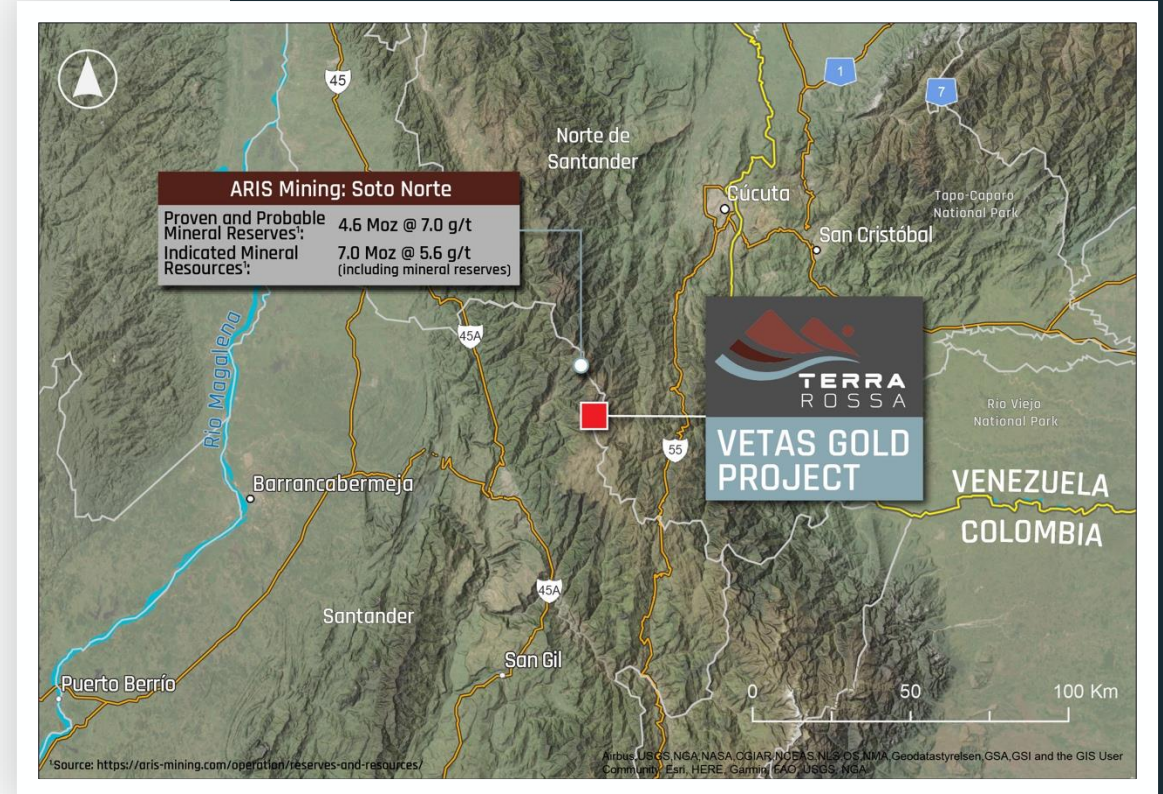 45
1
7
Norte de
Santander
ARIS Mining: Soto Norte
Proven and Probable
Mineral Reserves¹:
4.6 Moz @ 7.0 g/t
Indicated Mineral
Resources¹:
7.0 Moz @ 5.6 g/t
(including mineral reserves)
Cúcuta
Tapo-Caparo
National Park
San Cristóbal
45A
Rio Magalena
TERRA
ROSSA
VETAS GOLD
PROJECT
Rio Viejo
National Park
55
Barrancabermeja
VENEZUELA
COLOMBIA
45A
Santander
San Gil
Puerto Berrío
0 50 100 Km
¹Source: https://aris-mining.com/operation/reserves-and-resources/
Airbus,USGS,NGA,NASA,CGIAR,NCEAS,NLS,OS,NMA,Geodatastyrelsen,GSA,GSI and the GIS User
Community, Esri, HERE, Garmin, FAO, USGS, NGA